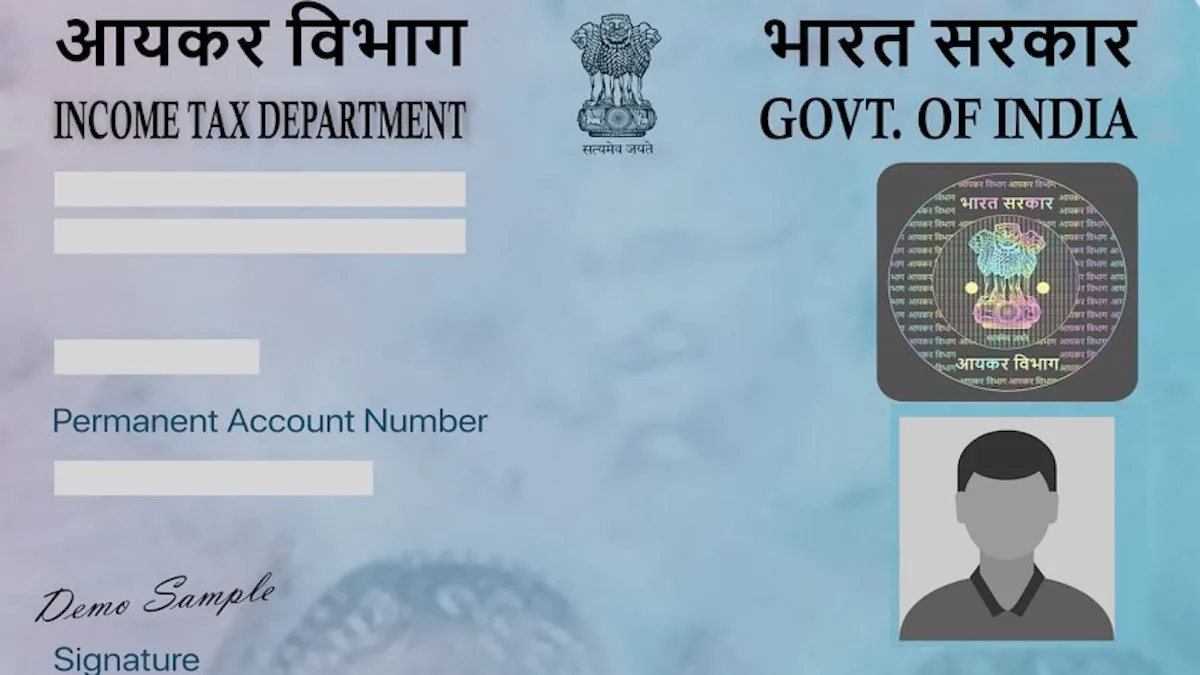 आयकर विभाग
भारत सरकार
INCOME TAX DEPARTMENT
GOVT. OF INDIA
सत्यमेव जयते
भारत सरकार
आयकर विभाग
Permanent Account Number
Demo Sample
Signature